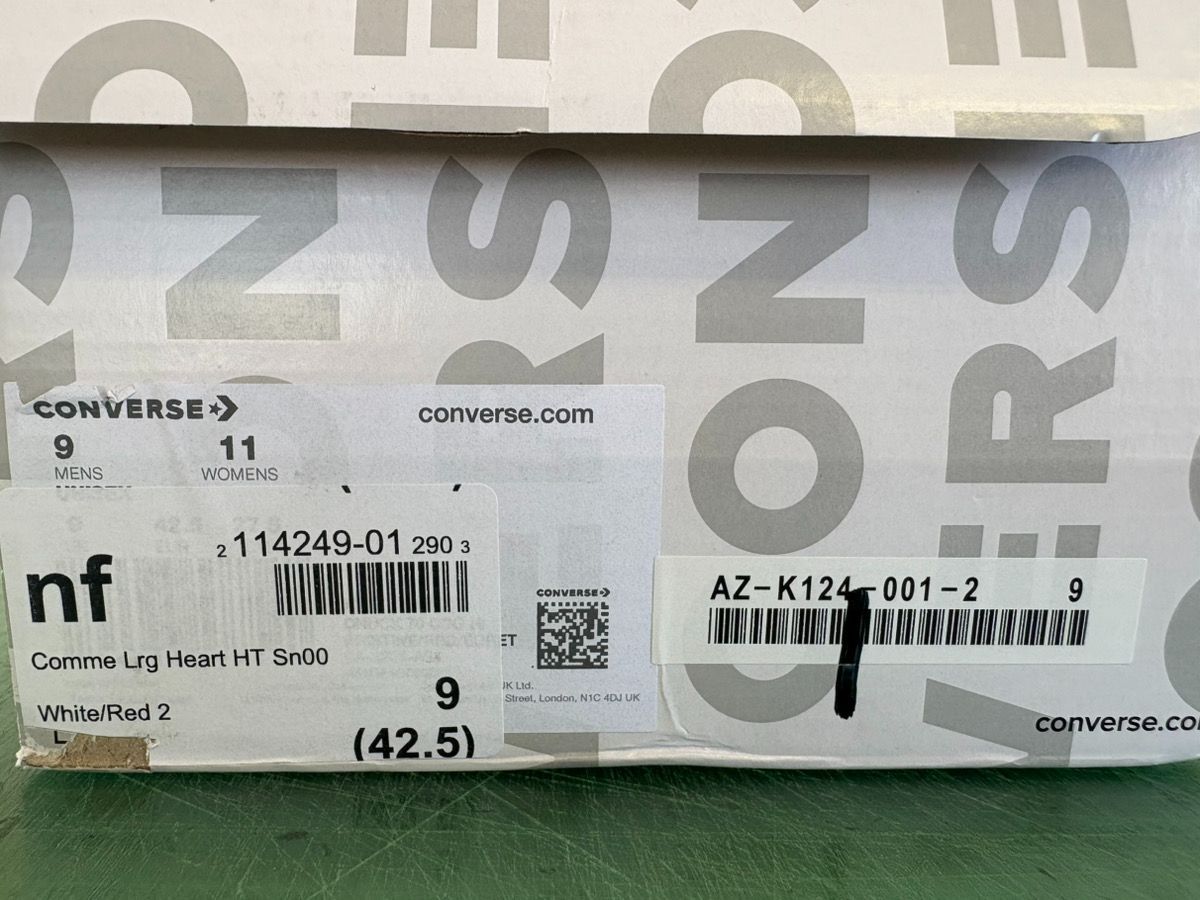 CONVERSE
converse.com
9 11
MENS WOMENS
UNISEX
2 114249-01 290 3
nf
Comme Lrg Heart HT Sn00
White/Red 2
9
(42.5)
CONVERSE
UK Ltd.
Street, London, N1C 4DJ UK
AZ-K124-001-2 9
converse.co